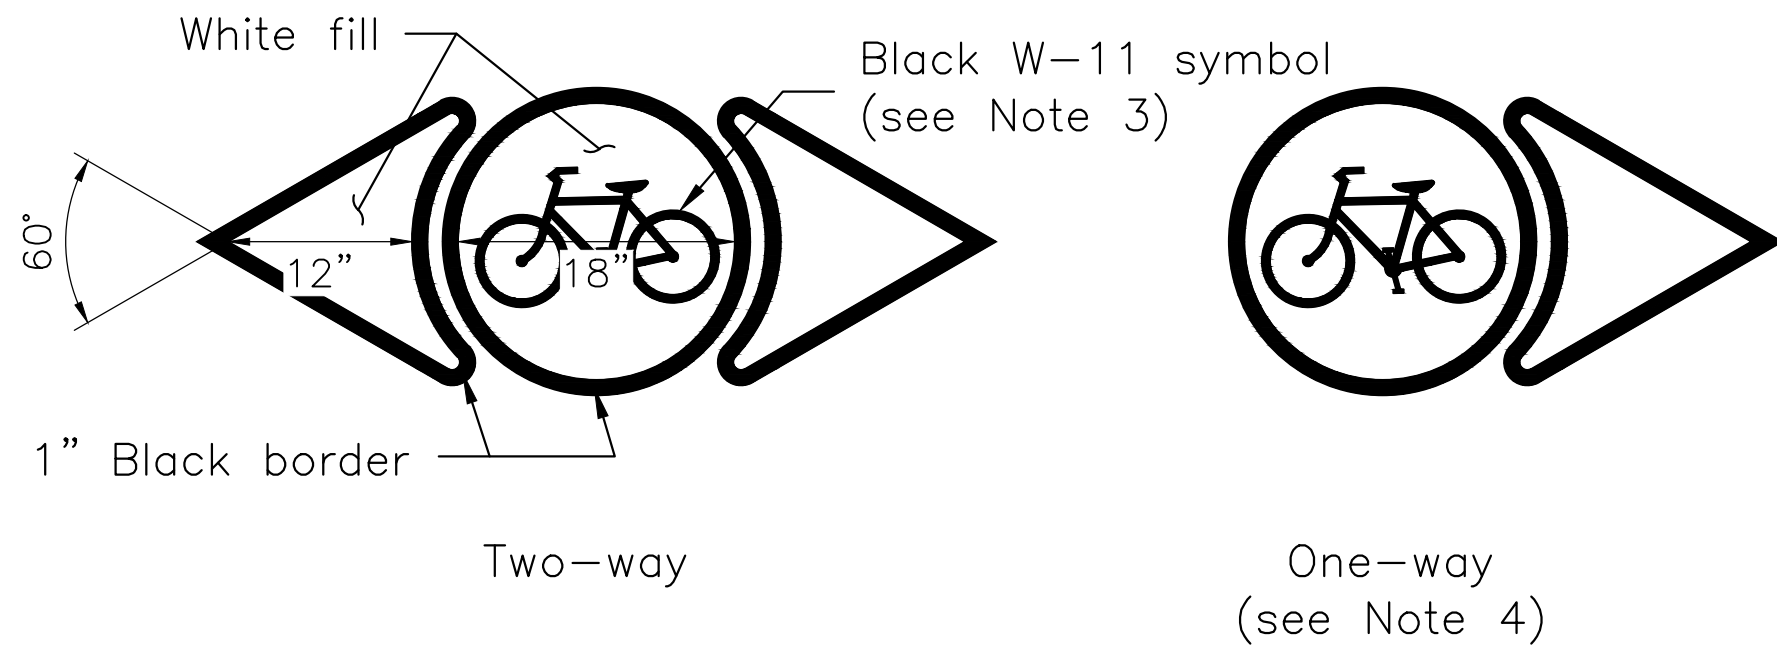 White fill
Black W-11 symbol
(see Note 3)
60°
12”
18”
1” Black border
Two-way
One-way
(see Note 4)